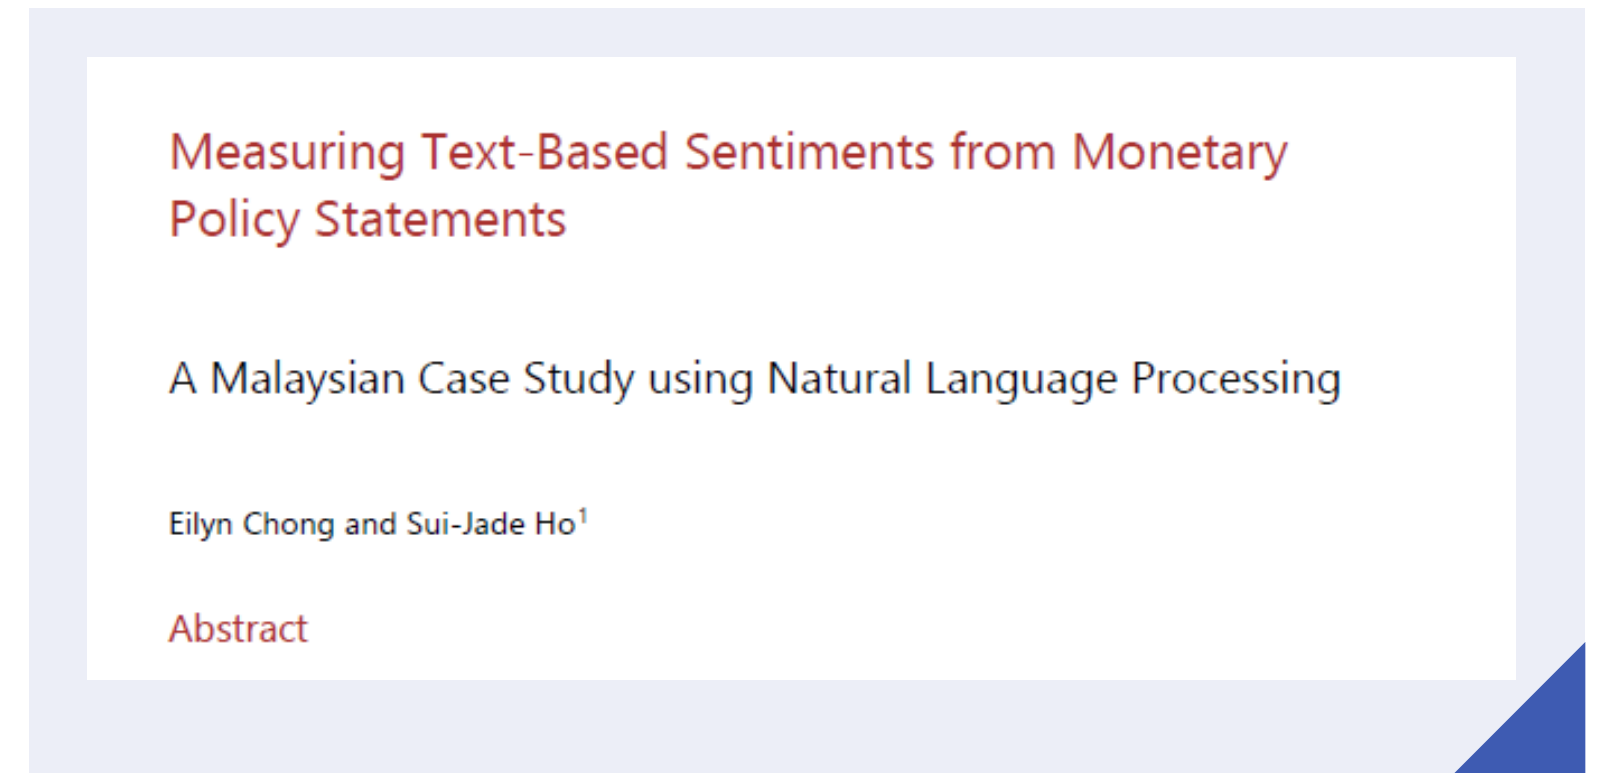 Measuring Text-Based Sentiments from Monetary
Policy Statements
A Malaysian Case Study using Natural Language Processing
Eilyn Chong and Sui-Jade Ho¹
Abstract